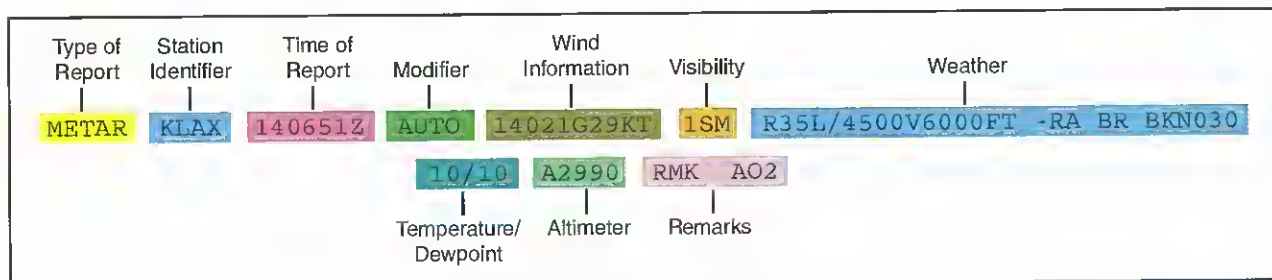 Type of Report
Station Identifier
Time of Report
Modifier
Wind Information
Visibility
Weather
METAR KLAX 140651Z AUTO 14021G29KT 1SM R35L/4500V6000FT -RA BR BKN030
10/10 A2990 RMK AO2
Temperature/ Dewpoint
Altimeter
Remarks